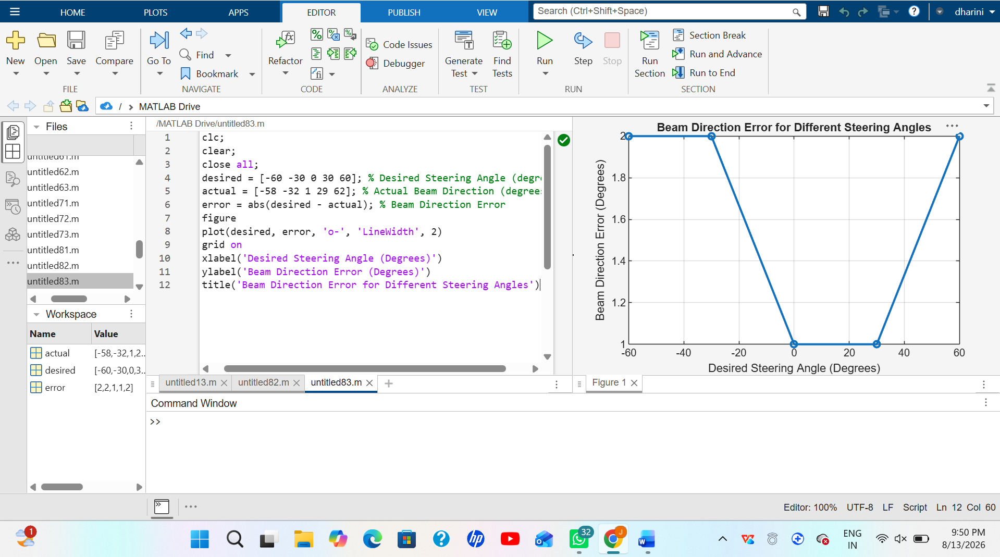 HOME PLOTS APPS EDITOR PUBLISH VIEW Search (Ctrl+Shift+Space) dharini
New Open Save Compare Go To Find Bookmark Refactor Code Issues Debugger Generate Test Find Tests Run Step Stop Run Section Section Break Run and Advance Run to End
FILE NAVIGATE CODE ANALYZE TEST RUN SECTION
/ › MATLAB Drive
Files
untitled61.m
untitled62.m
untitled63.m
untitled71.m
untitled72.m
untitled73.m
untitled81.m
untitled82.m
untitled83.m
Workspace
Name Value
actual [-58,-32,1,2..
desired [-60,-30,0,3..
error [2,2,1,1,2]
/MATLAB Drive/untitled83.m
1 clc;
2 clear;
3 close all;
4 desired = [-60 -30 0 30 60]; % Desired Steering Angle (degr
5 actual = [-58 -32 1 29 62]; % Actual Beam Direction (degree
6 error = abs(desired - actual); % Beam Direction Error
7 figure
8 plot(desired, error, 'o-', 'LineWidth', 2)
9 grid on
10 xlabel('Desired Steering Angle (Degrees)')
11 ylabel('Beam Direction Error (Degrees)')
12 title('Beam Direction Error for Different Steering Angles')
untitled13.m untitled82.m untitled83.m
Beam Direction Error for Different Steering Angles
Beam Direction Error (Degrees)
2
1.8
1.6
1.4
1.2
1
-60 -40 -20 0 20 40 60
Desired Steering Angle (Degrees)
Figure 1
Command Window
>>
Editor: 100% UTF-8 LF Script Ln 12 Col 60
1
32
J
ENG
IN
9:50 PM
8/13/2026